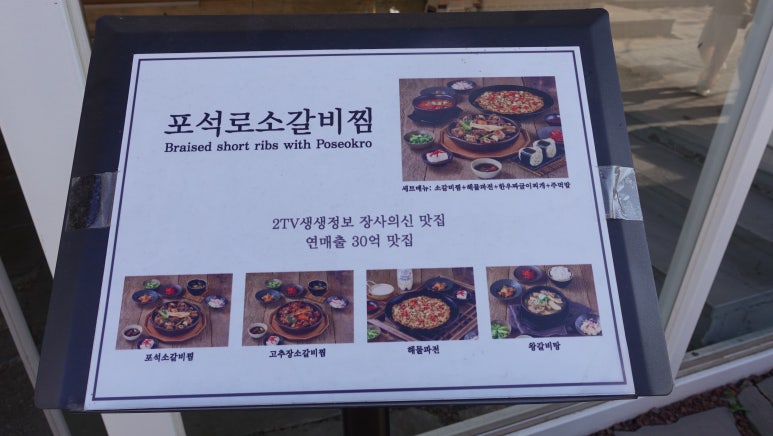 포석로소갈비찜
Braised short ribs with Poseokro
세트메뉴: 소갈비찜+해물파전+한우짜글이찌개+주먹밥
2TV생생정보 장사의신 맛집
연매출 30억 맛집
포석소갈비찜
고추장소갈비찜
해물파전
왕갈비탕